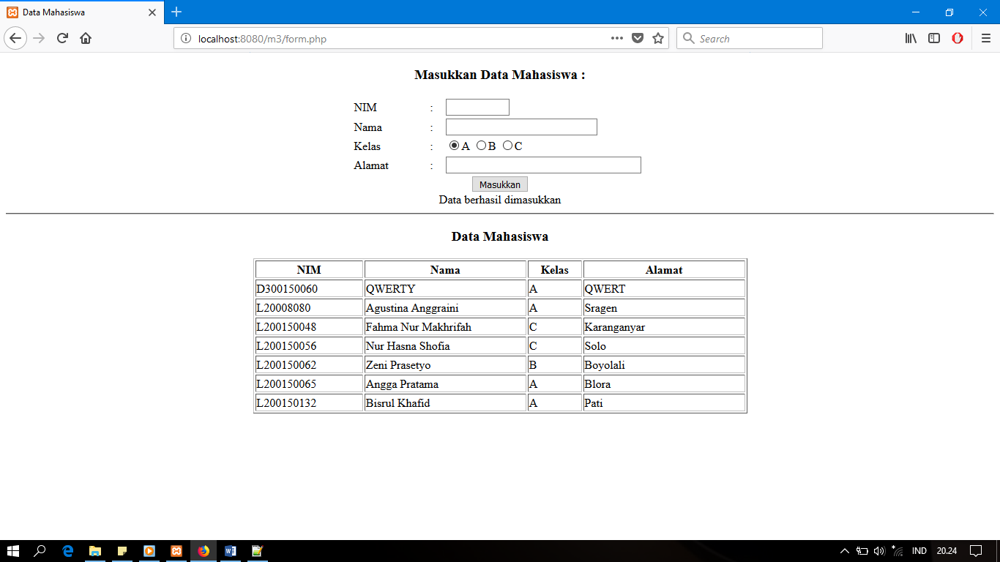 Data Mahasiswa
localhost:8080/m3/form.php
Search
Masukkan Data Mahasiswa :
NIM :
Nama :
Kelas : A B C
Alamat :
Masukkan
Data berhasil dimasukkan
Data Mahasiswa
NIM Nama Kelas Alamat
D300150060 QWERTY A QWERT
L20008080 Agustina Anggraini A Sragen
L200150048 Fahma Nur Makhrifah C Karanganyar
L200150056 Nur Hasna Shofia C Solo
L200150062 Zeni Prasetyo B Boyolali
L200150065 Angga Pratama A Blora
L200150132 Bisrul Khafid A Pati
IND 20.24